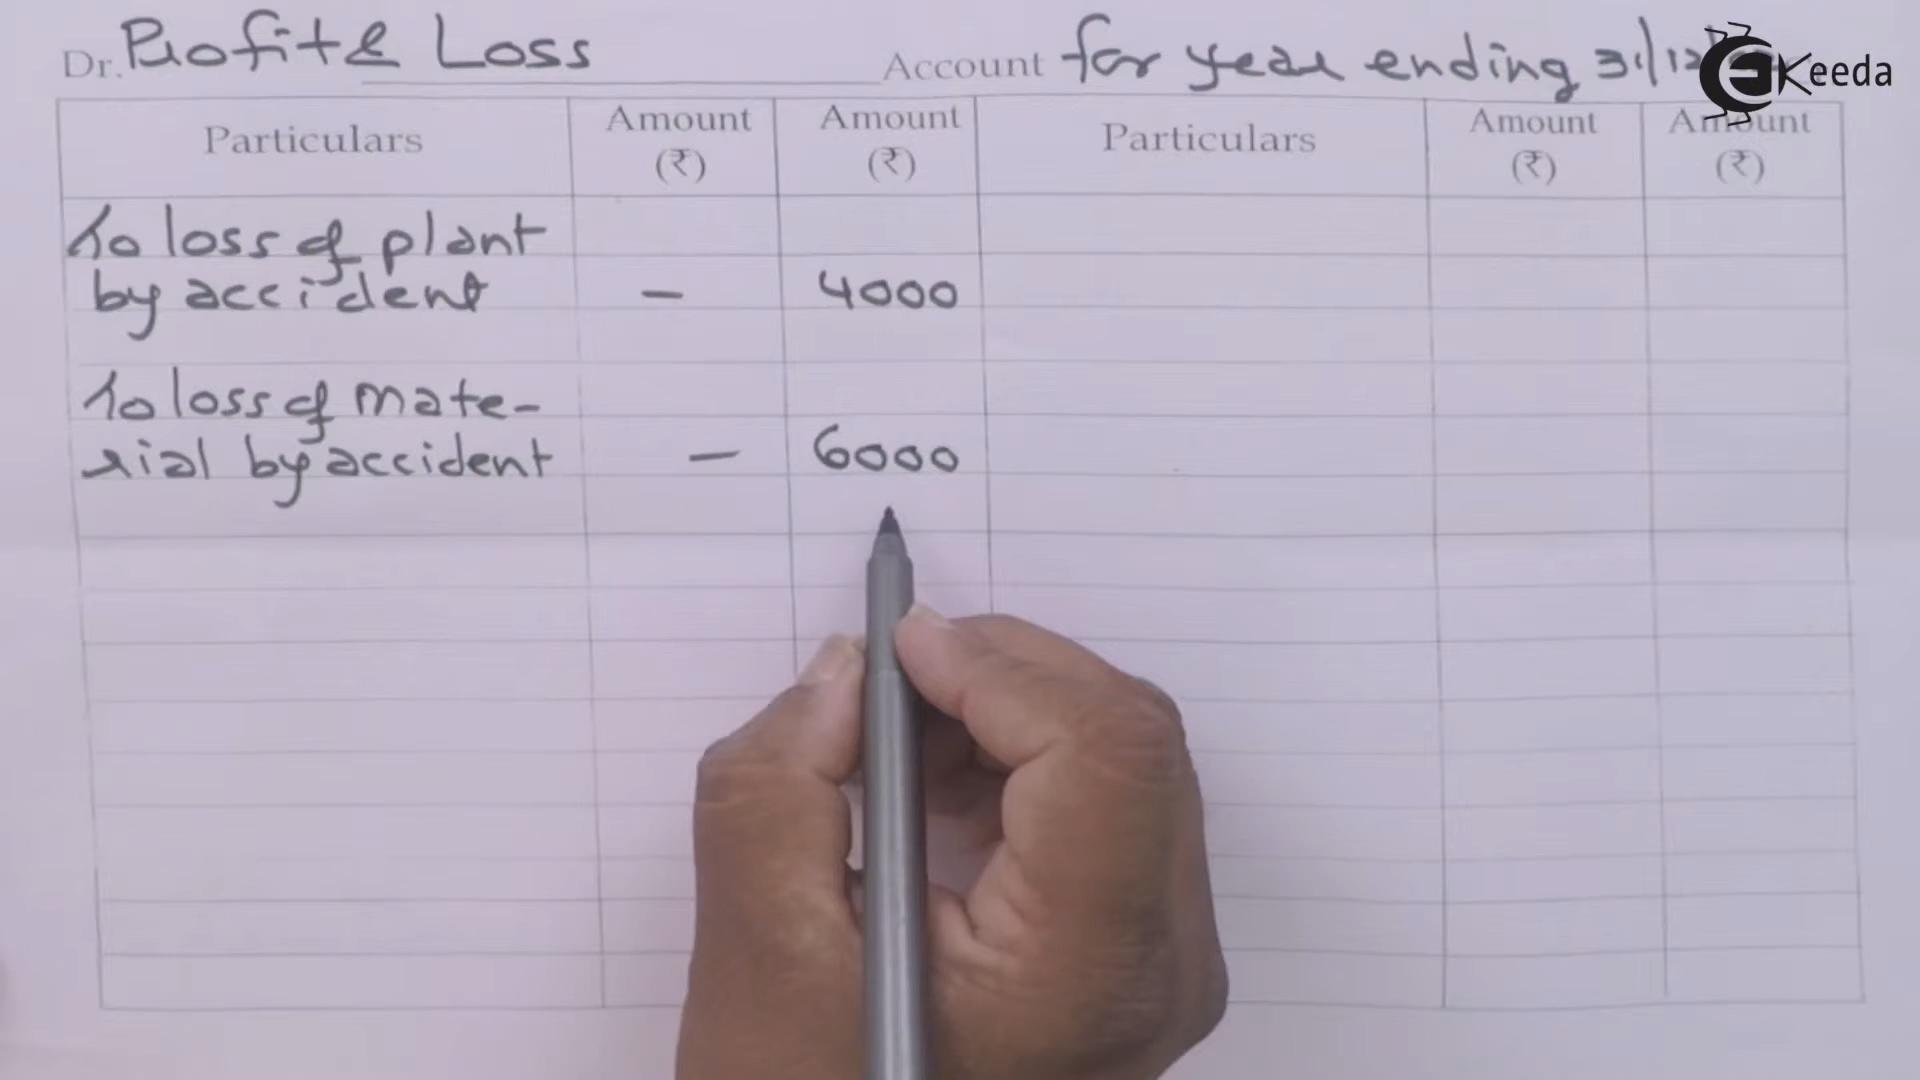 Dr. Profit & Loss Account for year ending 31/12
EKeeda
Particulars Amount (₹) Amount (₹) Particulars Amount (₹) Amount (₹)
To loss of plant
by accident – 4000
To loss of mate-
rial by accident – 6000